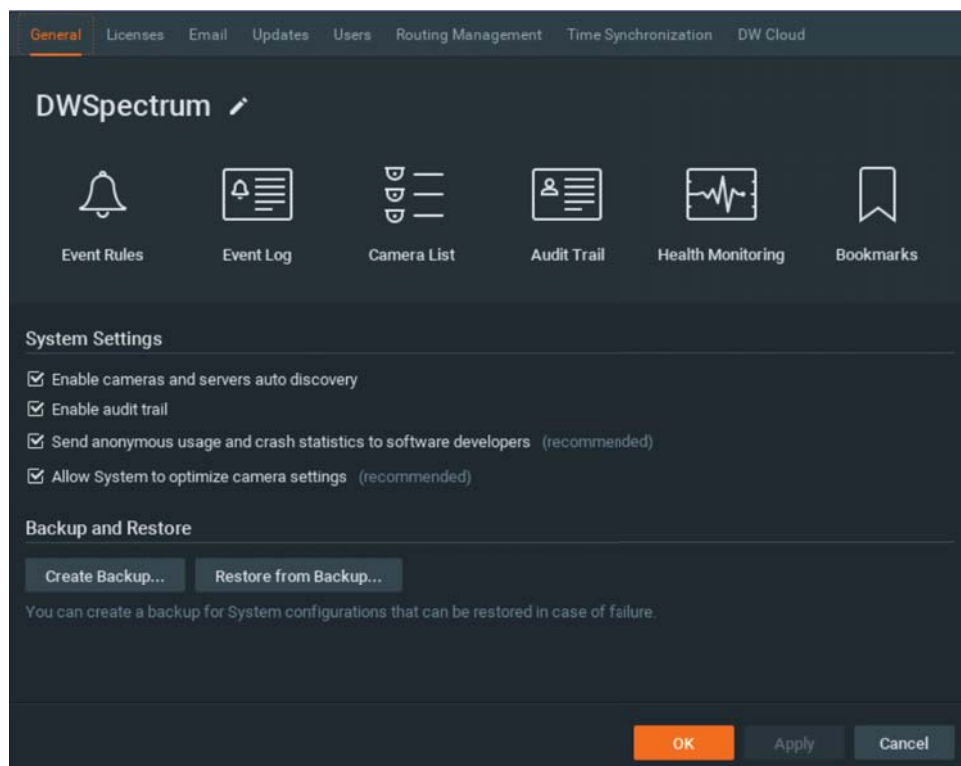 General Licenses Email Updates Users Routing Management Time Synchronization DW Cloud
DWSpectrum
Event Rules Event Log Camera List Audit Trail Health Monitoring Bookmarks
System Settings
Enable cameras and servers auto discovery
Enable audit trail
Send anonymous usage and crash statistics to software developers (recommended)
Allow System to optimize camera settings (recommended)
Backup and Restore
Create Backup... Restore from Backup...
You can create a backup for System configurations that can be restored in case of failure.
OK Apply Cancel